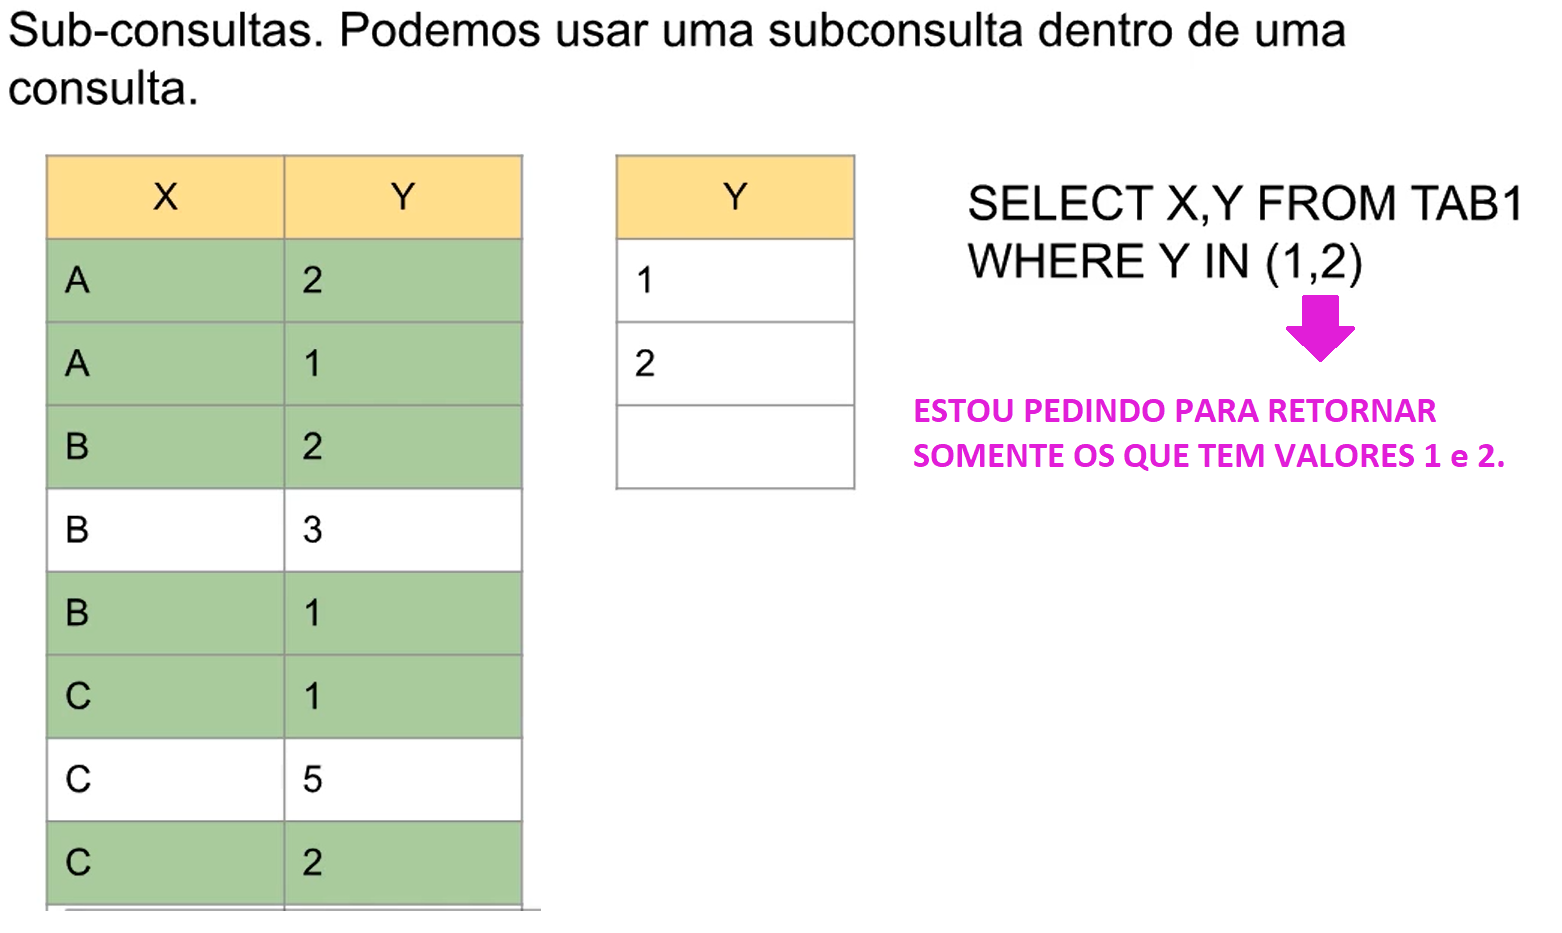 Sub-consultas. Podemos usar uma subconsulta dentro de uma
consulta.
X Y
A 2
A 1
B 2
B 3
B 1
C 1
C 5
C 2
Y
1
2
SELECT X,Y FROM TAB1
WHERE Y IN (1,2)
ESTOU PEDINDO PARA RETORNAR
SOMENTE OS QUE TEM VALORES 1 e 2.